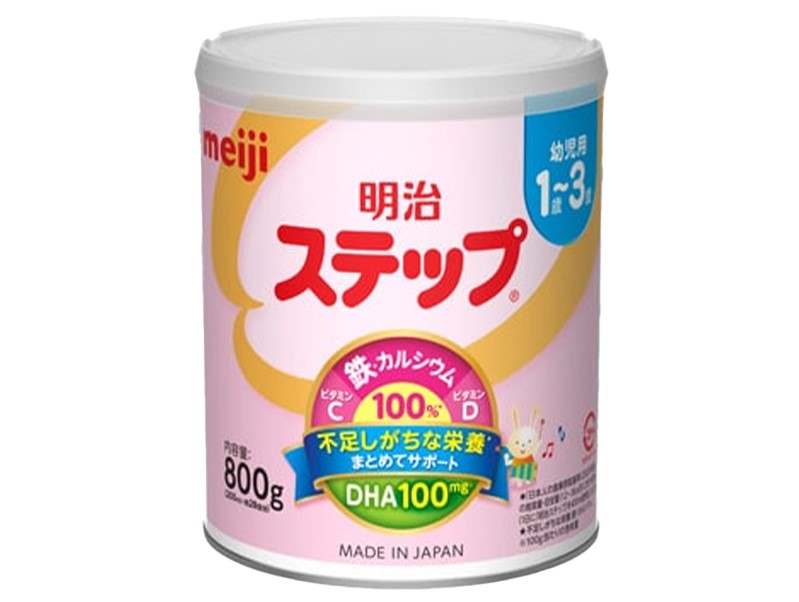 meiji
幼児用
1歳~3歳
明治
ステップ®
鉄・カルシウム
ビタミン
C
100%*
ビタミン
D
不足しがちな栄養*
まとめてサポート
DHA100mg
内容量:
800g
MADE IN JAPAN